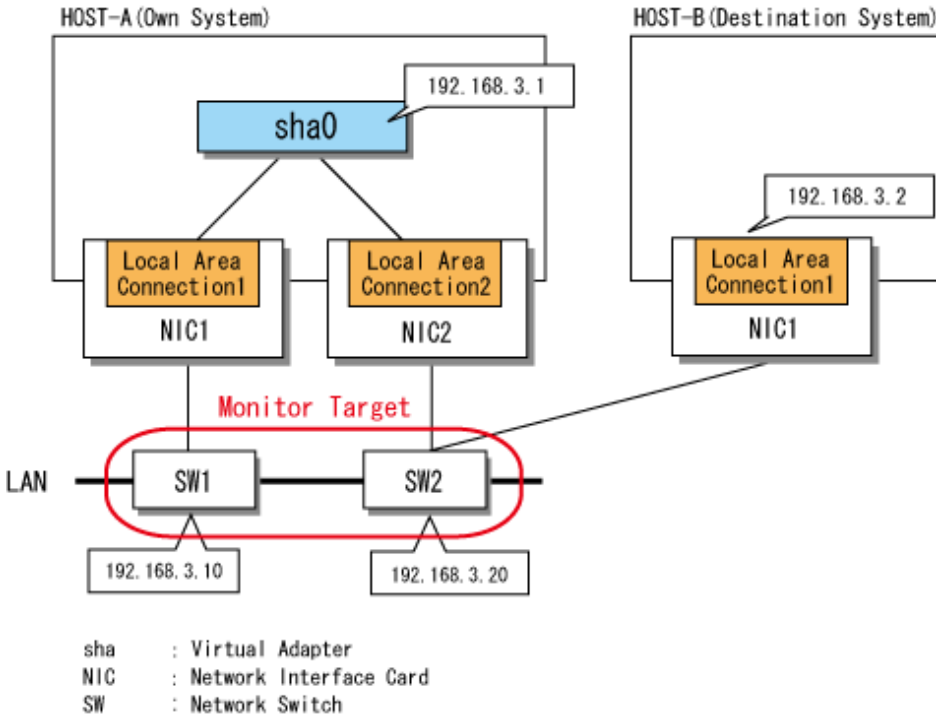 HOST-A(Own System)
HOST-B(Destination System)
192.168.3.1
sha0
192.168.3.2
Local Area
Connection1
NIC1
Local Area
Connection2
NIC2
Local Area
Connection1
NIC1
Monitor Target
LAN
SW1
SW2
192.168.3.10
192.168.3.20
sha : Virtual Adapter
NIC : Network Interface Card
SW : Network Switch